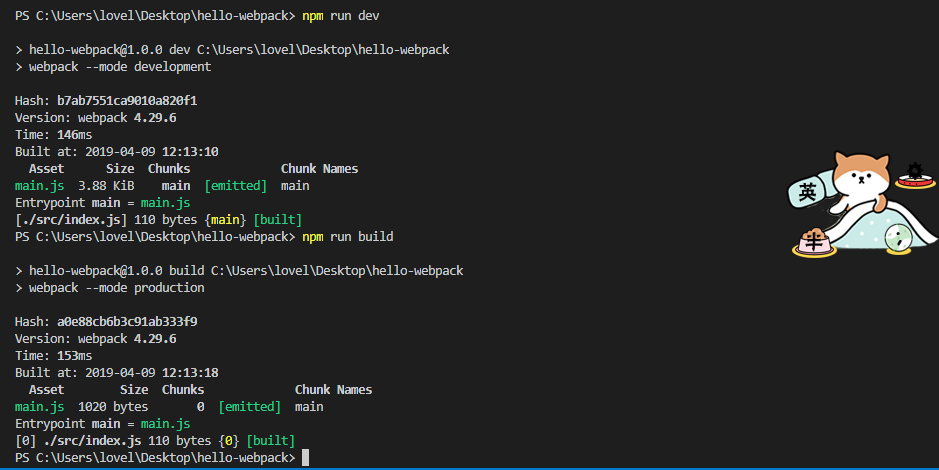 PS C:\Users\lovel\Desktop\hello-webpack> npm run dev
> hello-webpack@1.0.0 dev C:\Users\lovel\Desktop\hello-webpack
> webpack --mode development
Hash: b7ab7551ca9010a820f1
Version: webpack 4.29.6
Time: 146ms
Built at: 2019-04-09 12:13:10
Asset Size Chunks Chunk Names
main.js 3.88 KiB main [emitted] main
Entrypoint main = main.js
[./src/index.js] 110 bytes {main} [built]
PS C:\Users\lovel\Desktop\hello-webpack> npm run build
> hello-webpack@1.0.0 build C:\Users\lovel\Desktop\hello-webpack
> webpack --mode production
Hash: a0e88cb6b3c91ab333f9
Version: webpack 4.29.6
Time: 153ms
Built at: 2019-04-09 12:13:18
Asset Size Chunks Chunk Names
main.js 1020 bytes 0 [emitted] main
Entrypoint main = main.js
[0] ./src/index.js 110 bytes {0} [built]
PS C:\Users\lovel\Desktop\hello-webpack>
英
半
;